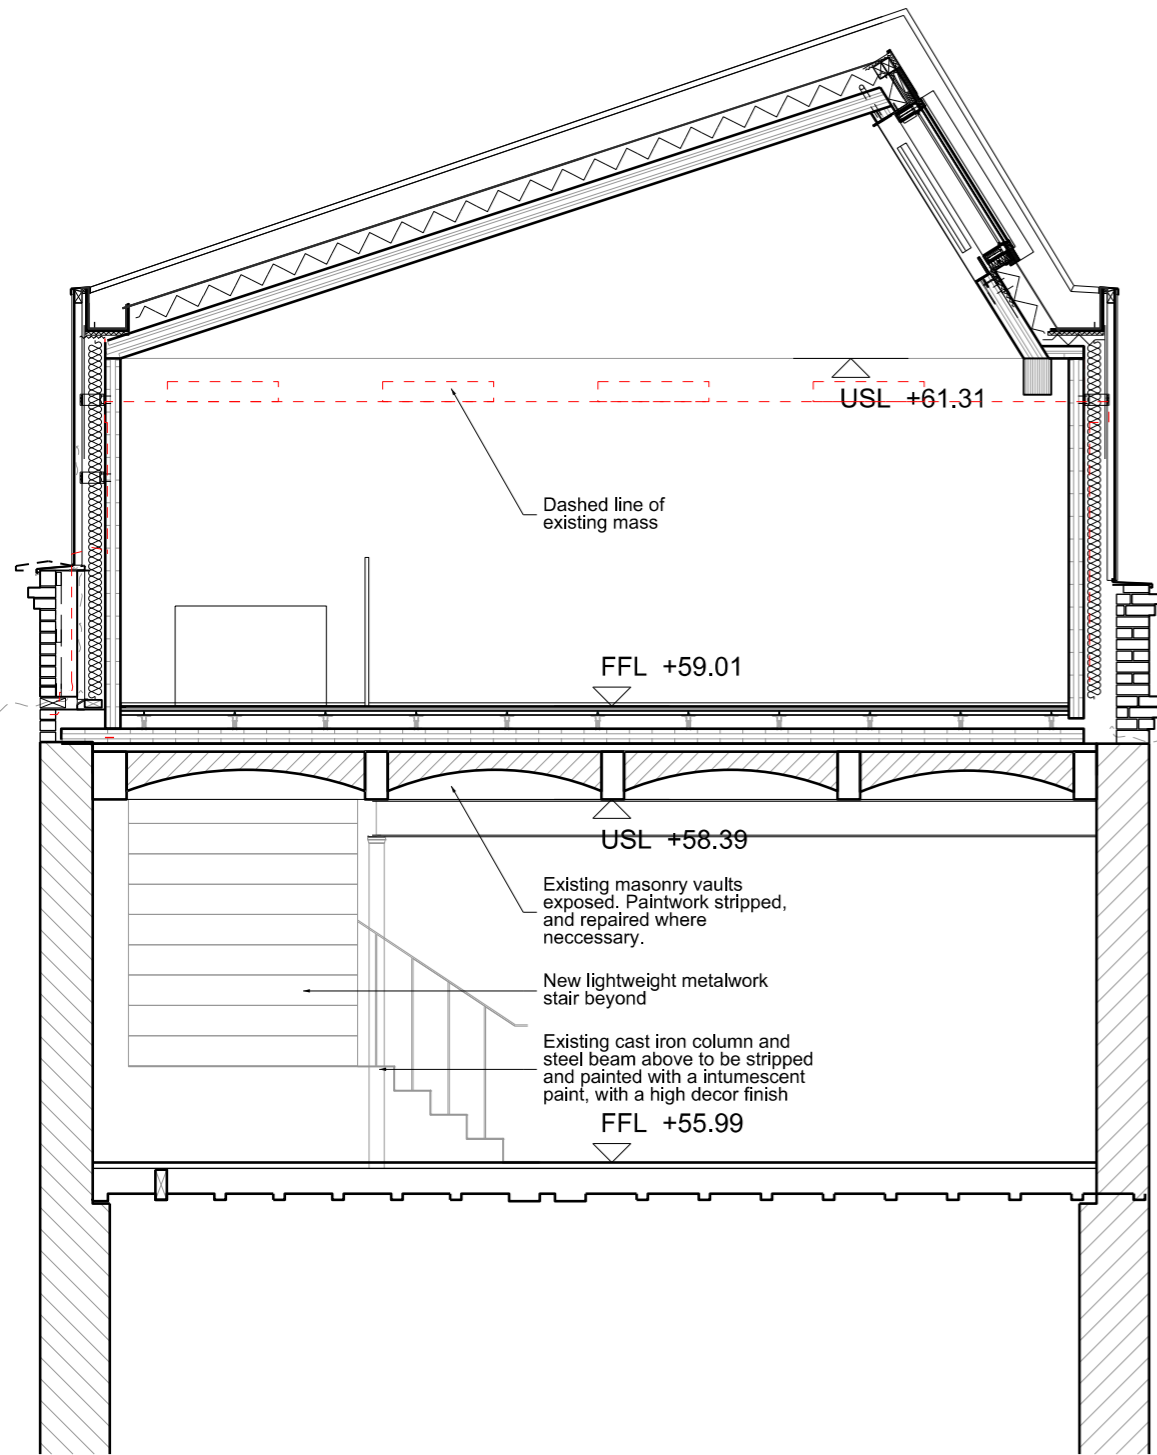 USL +61.31
Dashed line of
existing mass
FFL +59.01
USL +58.39
Existing masonry vaults
exposed. Paintwork stripped,
and repaired where
neccessary.
New lightweight metalwork
stair beyond
Existing cast iron column and
steel beam above to be stripped
and painted with a intumescent
paint, with a high decor finish
FFL +55.99